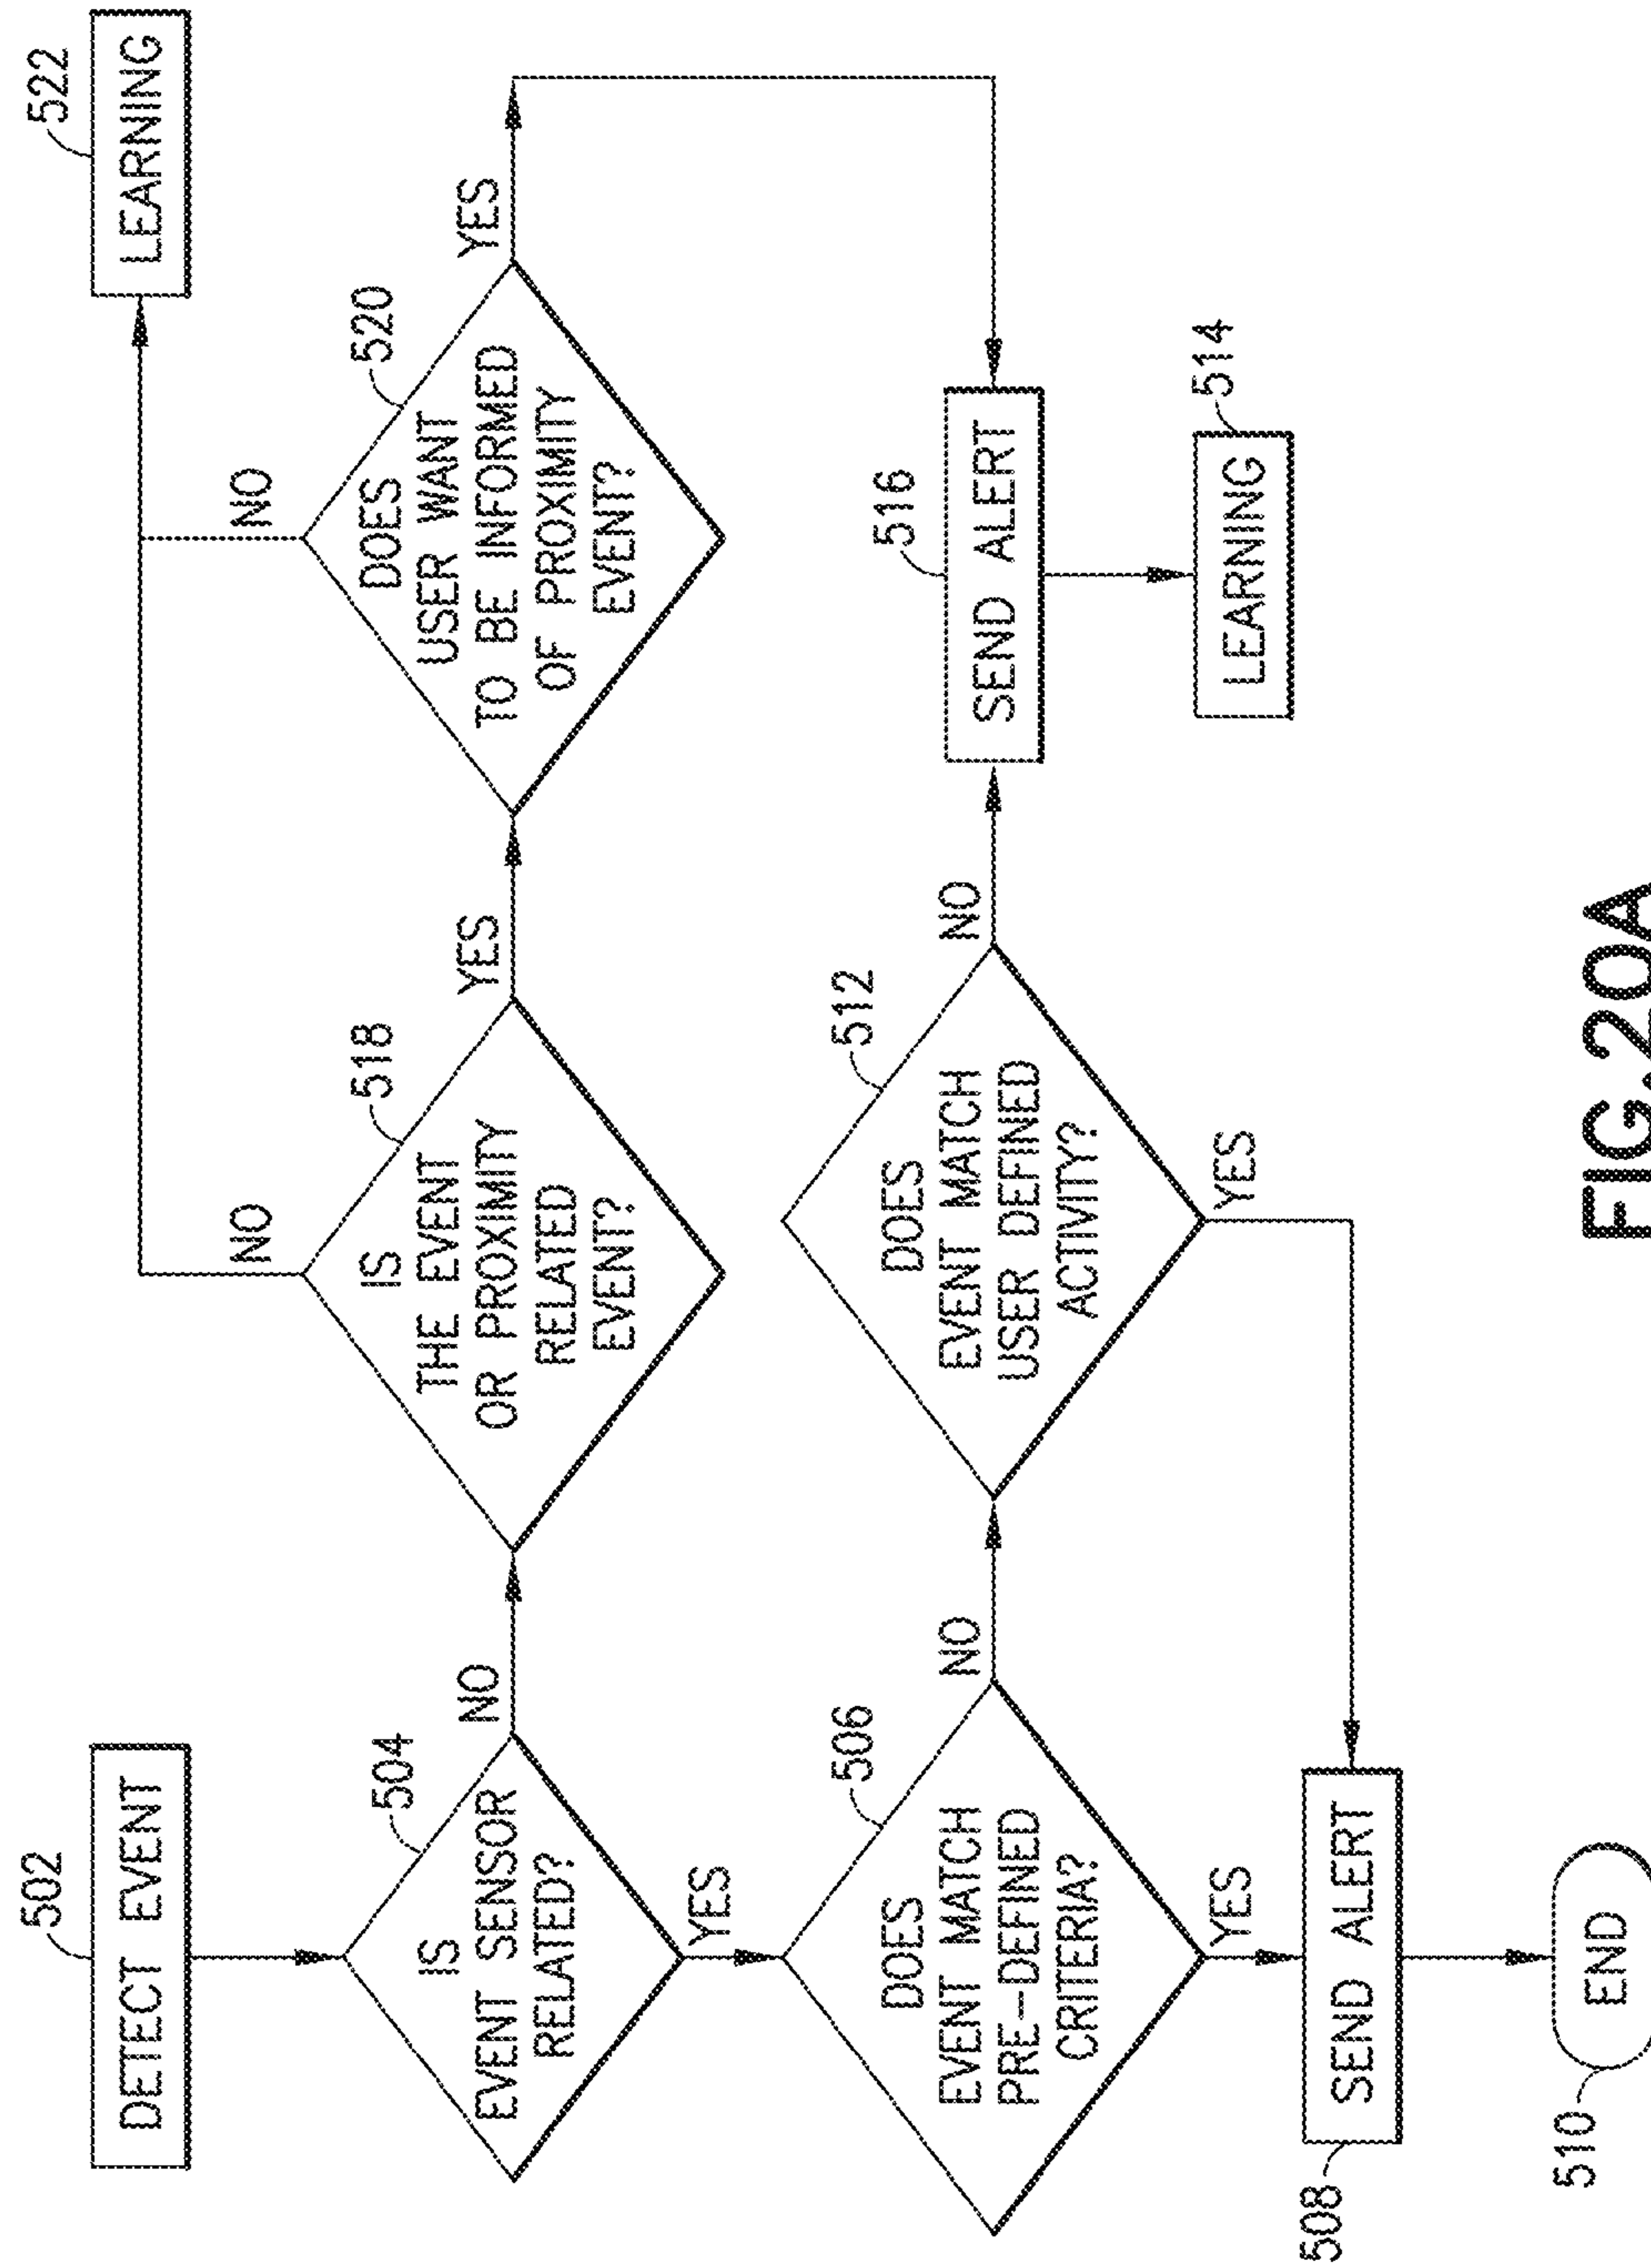 502
DETECT EVENT
504
IS
EVENT SENSOR
RELATED?
NO
YES
518
IS
THE EVENT
OR PROXIMITY
RELATED
EVENT?
NO
YES
520
DOES
USER WANT
TO BE INFORMED
OF PROXIMITY
EVENT?
NO
YES
522
LEARNING
506
DOES
EVENT MATCH
PRE-DEFINED
CRITERIA?
NO
YES
512
DOES
EVENT MATCH
USER DEFINED
ACTIVITY?
NO
YES
516
SEND ALERT
514
LEARNING
508
SEND ALERT
510
END
FIG.20A